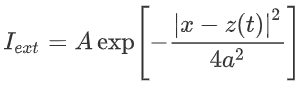 $I_{ext} = A \exp\left[-\frac{|x - z(t)|^2}{4a^2}\right]$